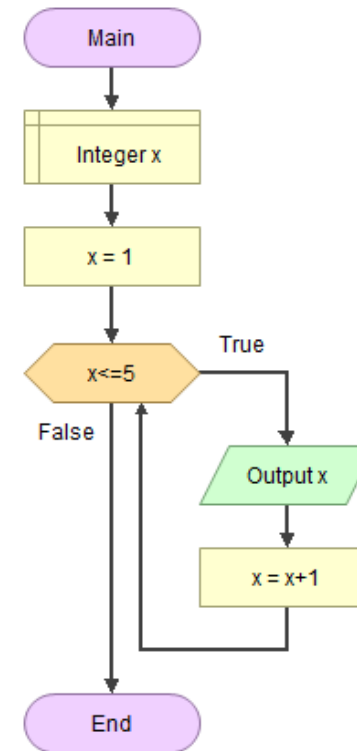 Main
Integer x
x = 1
x<=5
True
False
Output x
x = x+1
End